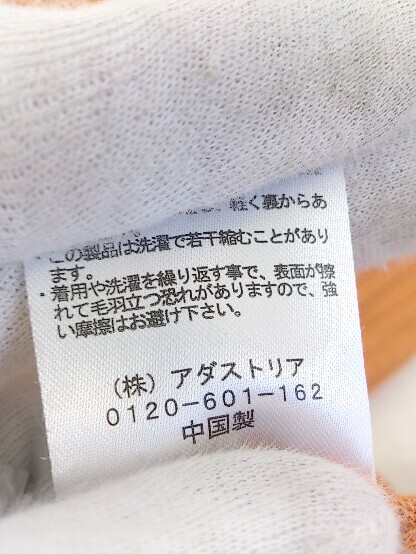 軽く裏からあ
・この製品は洗濯で若干縮むことがあり
ます。
・着用や洗濯を繰り返す事で、表面が擦
れて毛羽立つ恐れがありますので、強
い摩擦はお避け下さい。
（株）アダストリア
0120-601-162
中国製